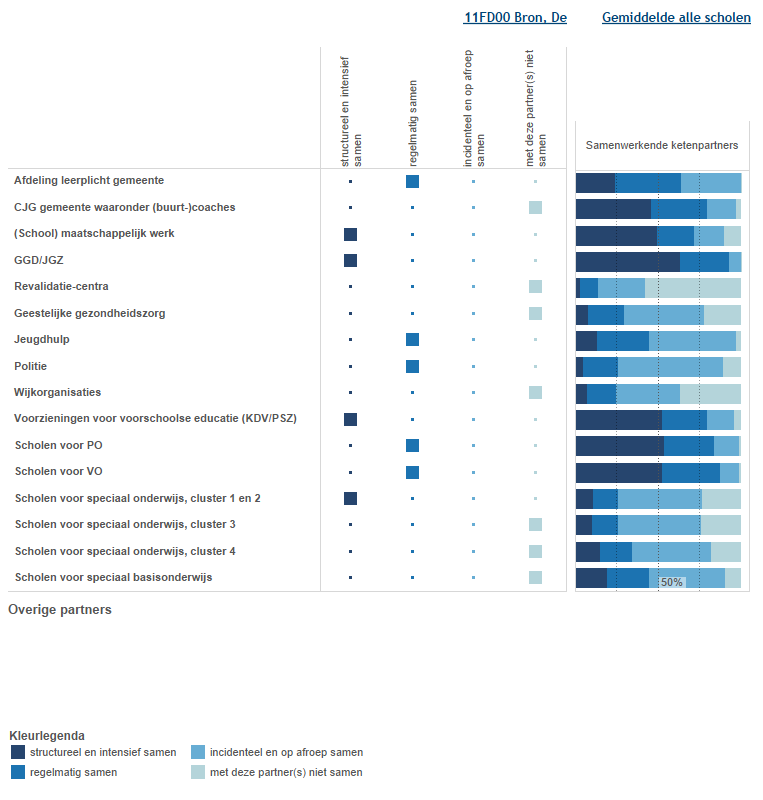 11FD00 Bron, De
Gemiddelde alle scholen
structureel en intensief
samen
regelmatig samen
incidenteel en op afroep
samen
met deze partner(s) niet
samen
Samenwerkende ketenpartners
Afdeling leerplicht gemeente
CJG gemeente waaronder (buurt-)coaches
(School) maatschappelijk werk
GGD/JGZ
Revalidatie-centra
Geestelijke gezondheidszorg
Jeugdhulp
Politie
Wijkorganisaties
Voorzieningen voor voorschoolse educatie (KDV/PSZ)
Scholen voor PO
Scholen voor VO
Scholen voor speciaal onderwijs, cluster 1 en 2
Scholen voor speciaal onderwijs, cluster 3
Scholen voor speciaal onderwijs, cluster 4
Scholen voor speciaal basisonderwijs
50%
Overige partners
Kleurlegenda
structureel en intensief samen
incidenteel en op afroep samen
regelmatig samen
met deze partner(s) niet samen